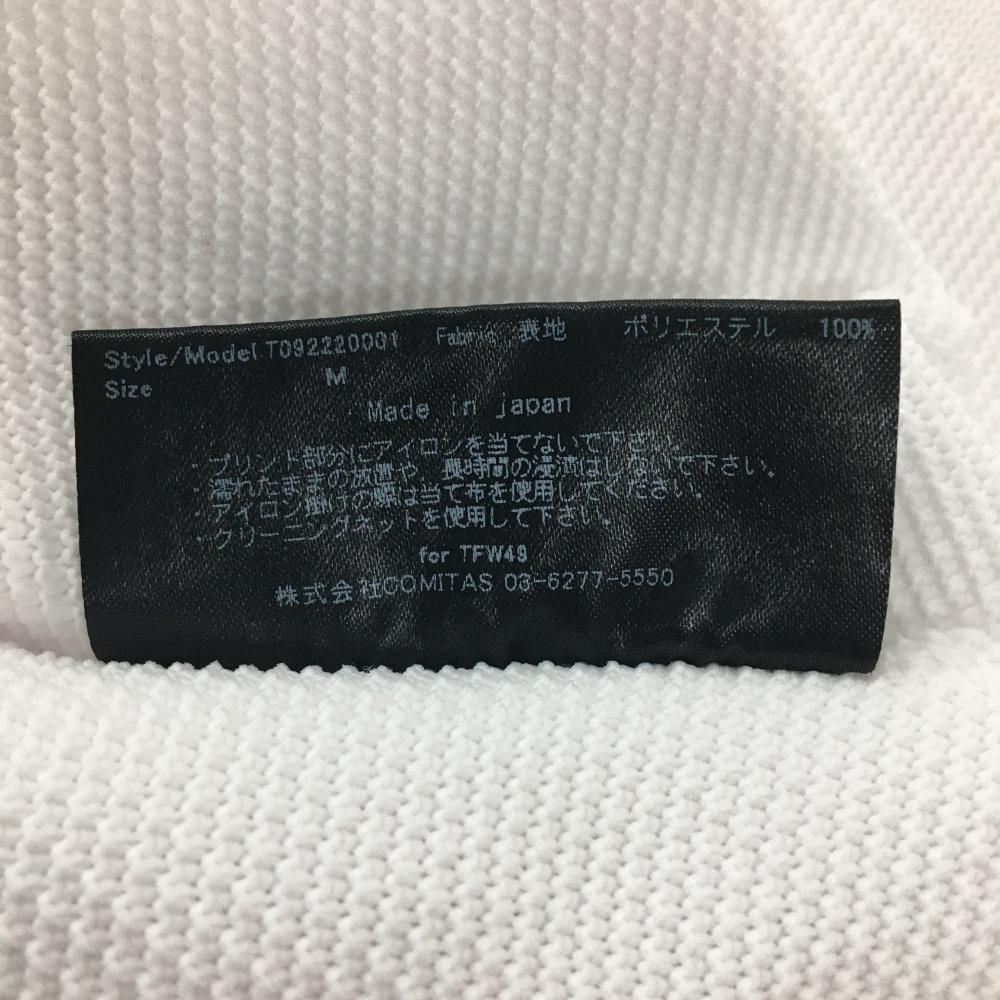 Style/Model T092220001 Fabric 表地 ポリエステル 100%
Size M
Made in japan
・プリント部分にアイロンを当てないで下さい。
・濡れたままの放置や、長時間の浸漬はしないで下さい。
・アイロン掛けの際は当て布を使用してください。
・クリーニングネットを使用して下さい。
for TFW49
株式会社COMITAS 03-6277-5550